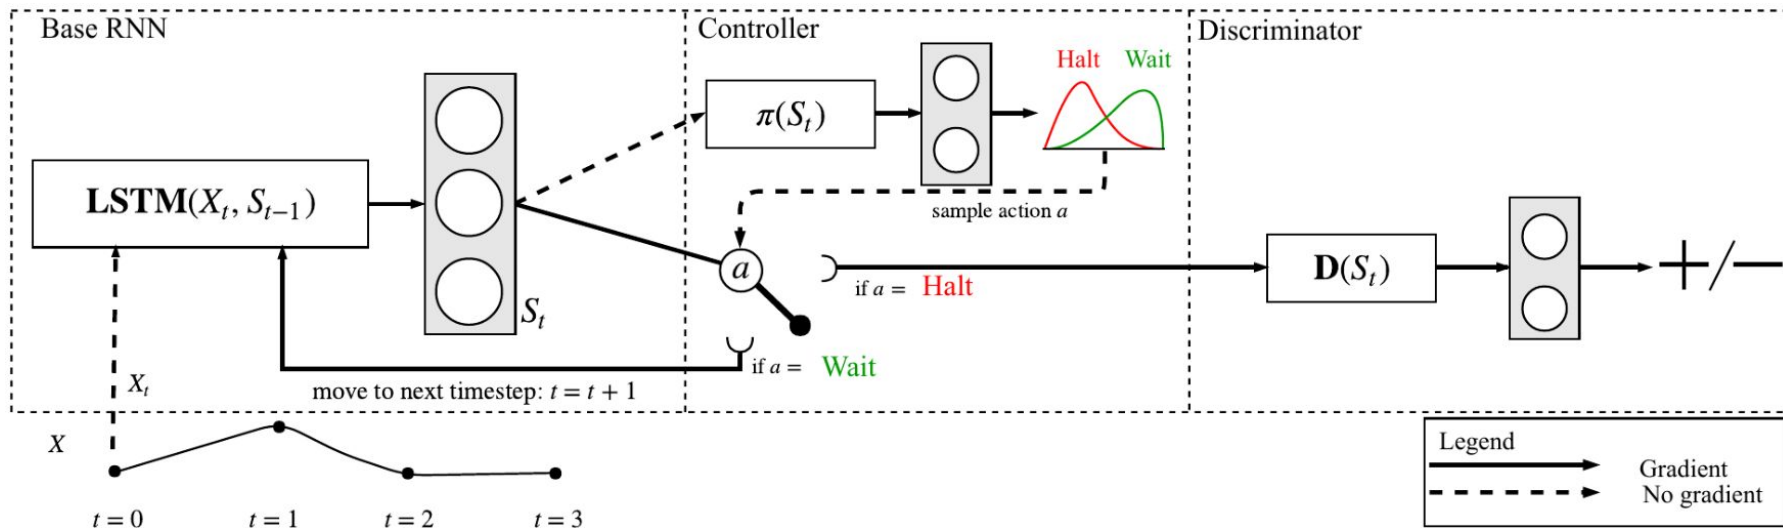 Base RNN
LSTM(X_t, S_{t−1})
S_t
X_t
move to next timestep: t = t + 1
Controller
π(S_t)
Halt
Wait
sample action a
a
if a = Halt
if a = Wait
Discriminator
D(S_t)
+/−
X
t = 0
t = 1
t = 2
t = 3
Legend
Gradient
No gradient